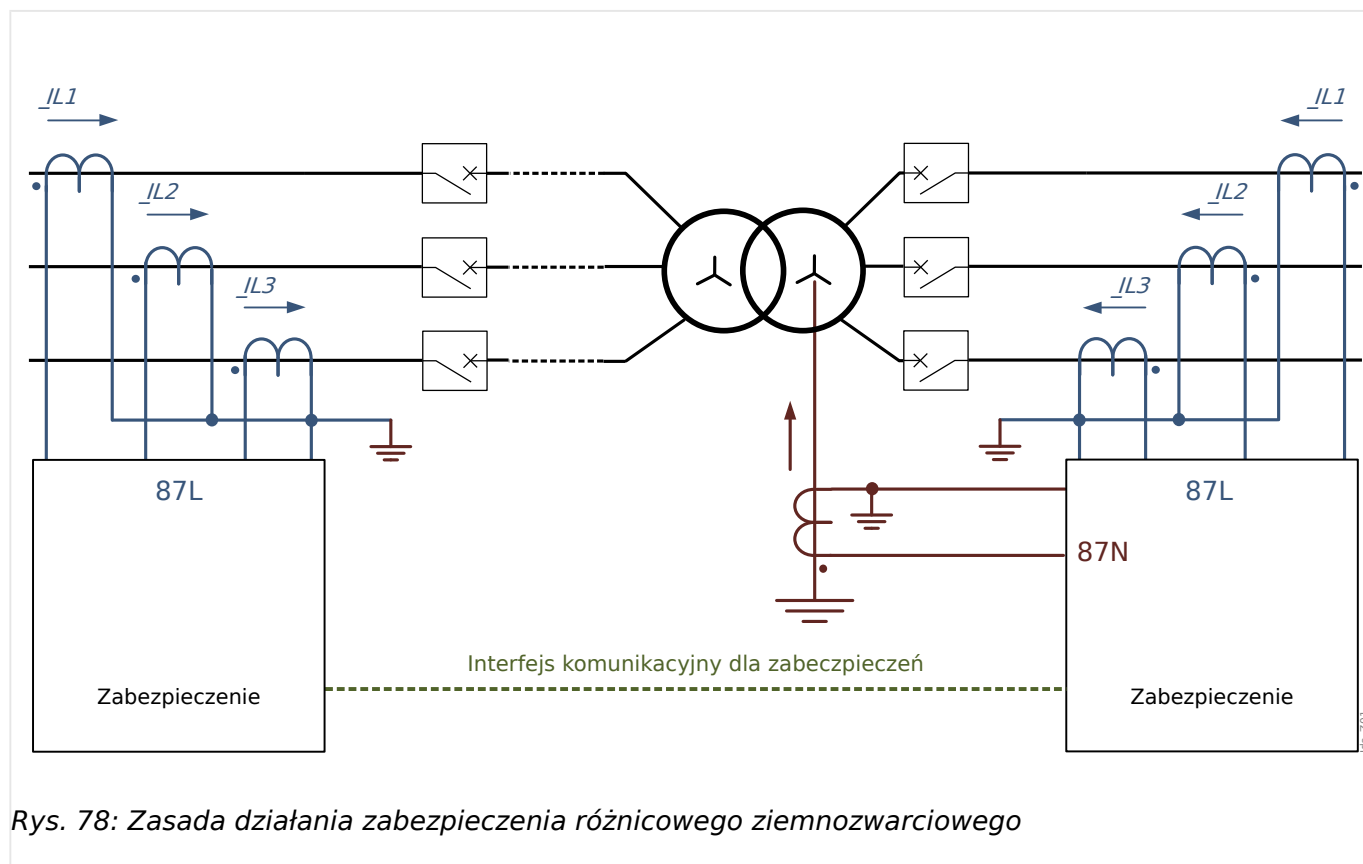 _IL1
_IL1
_IL2
_IL2
_IL3
_IL3
87L
87L
87N
Interfejs komunikacyjny dla zabeczpieczeń
Zabezpieczenie
Zabezpieczenie
Rys. 78: Zasada działania zabezpieczenia różnicowego ziemnozwarciowego